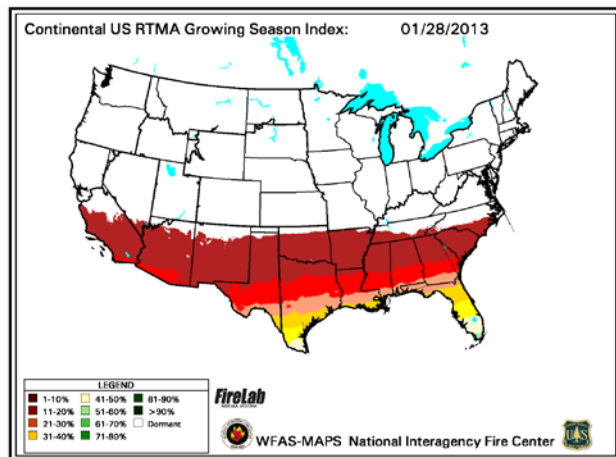 Continental US RTMA Growing Season Index: 01/28/2013
LEGEND
1-10% 41-50% 81-90%
11-20% 51-60% >90%
21-30% 61-70% Dormant
31-40% 71-80%
FireLab
WFAS-MAPS National Interagency Fire Center